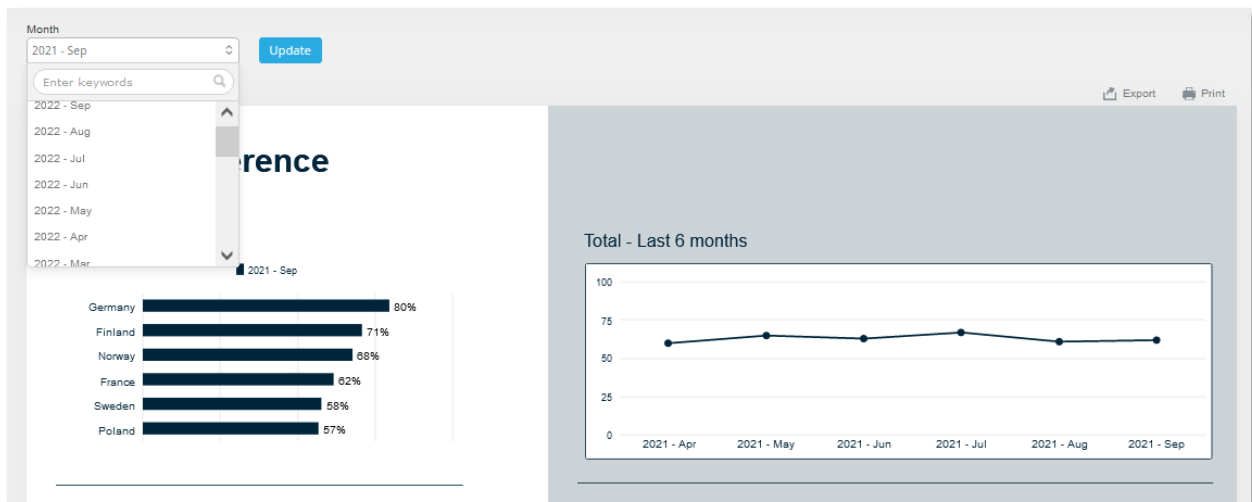 Month
2021 - Sep
Update
Enter keywords
2022 - Sep
2022 - Aug
2022 - Jul
2022 - Jun
2022 - May
2022 - Apr
2022 - Mar
Export
Print
rence
2021 - Sep
Germany 80%
Finland 71%
Norway 68%
France 62%
Sweden 58%
Poland 57%
Total - Last 6 months
100
75
50
25
0
2021 - Apr 2021 - May 2021 - Jun 2021 - Jul 2021 - Aug 2021 - Sep